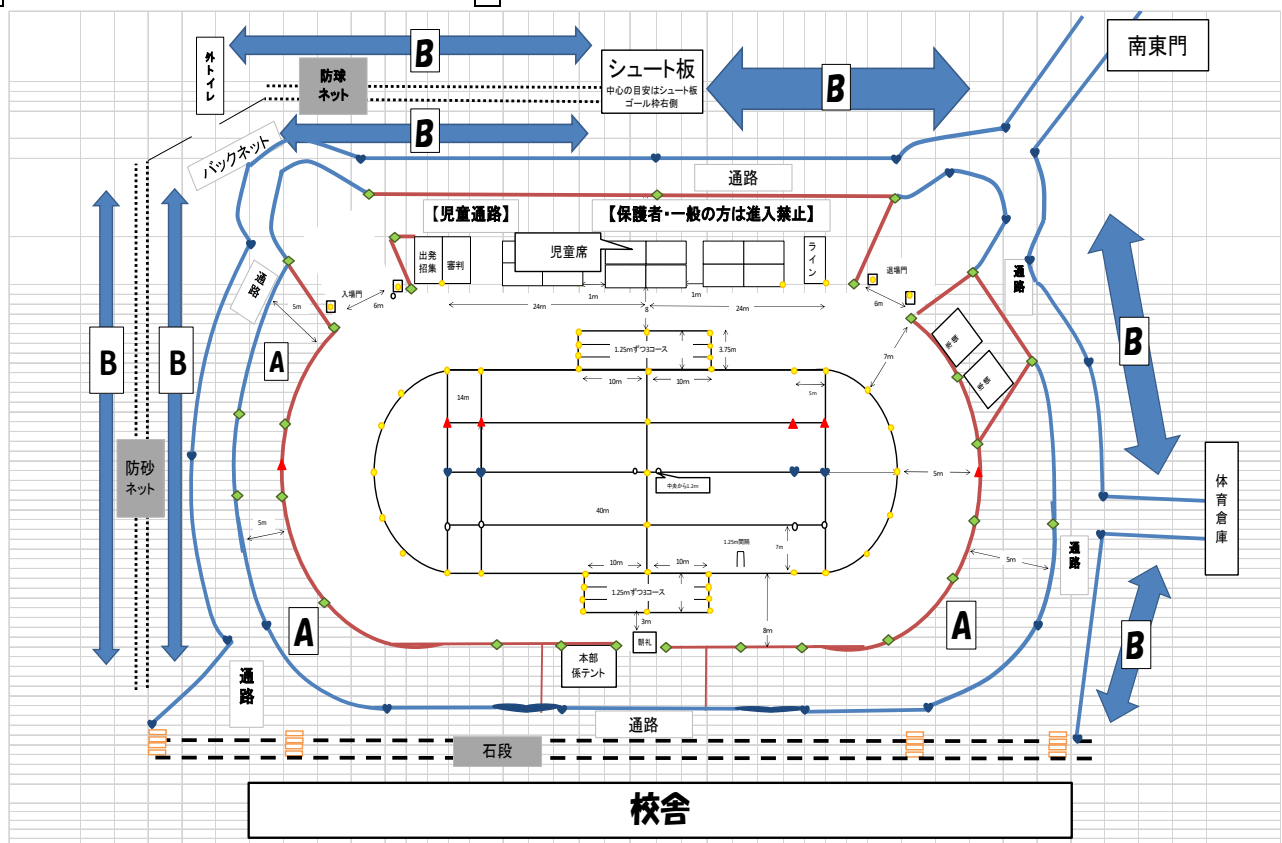 南東門
外トイレ
B
防球
ネット
シュート板
中心の目安はシュート板
ゴール枠右側
B
B
バックネット
通路
【児童通路】
【保護者・一般の方は進入禁止】
出発
招集
審判
児童席
ライン
入場門
退場門
通路
通路
5m
6m
6m
1m
1m
24m
24m
8
B
B
A
B
1.25mずつ3コース
3.75m
10m
10m
7m
14m
5m
5m
中央から1.2m
防砂
ネット
体育倉庫
40m
1.25m間隔
7m
5m
5m
通路
10m
10m
1.25mずつ3コース
3m
8m
A
A
B
朝礼
本部
係テント
通路
通路
石段
校舎